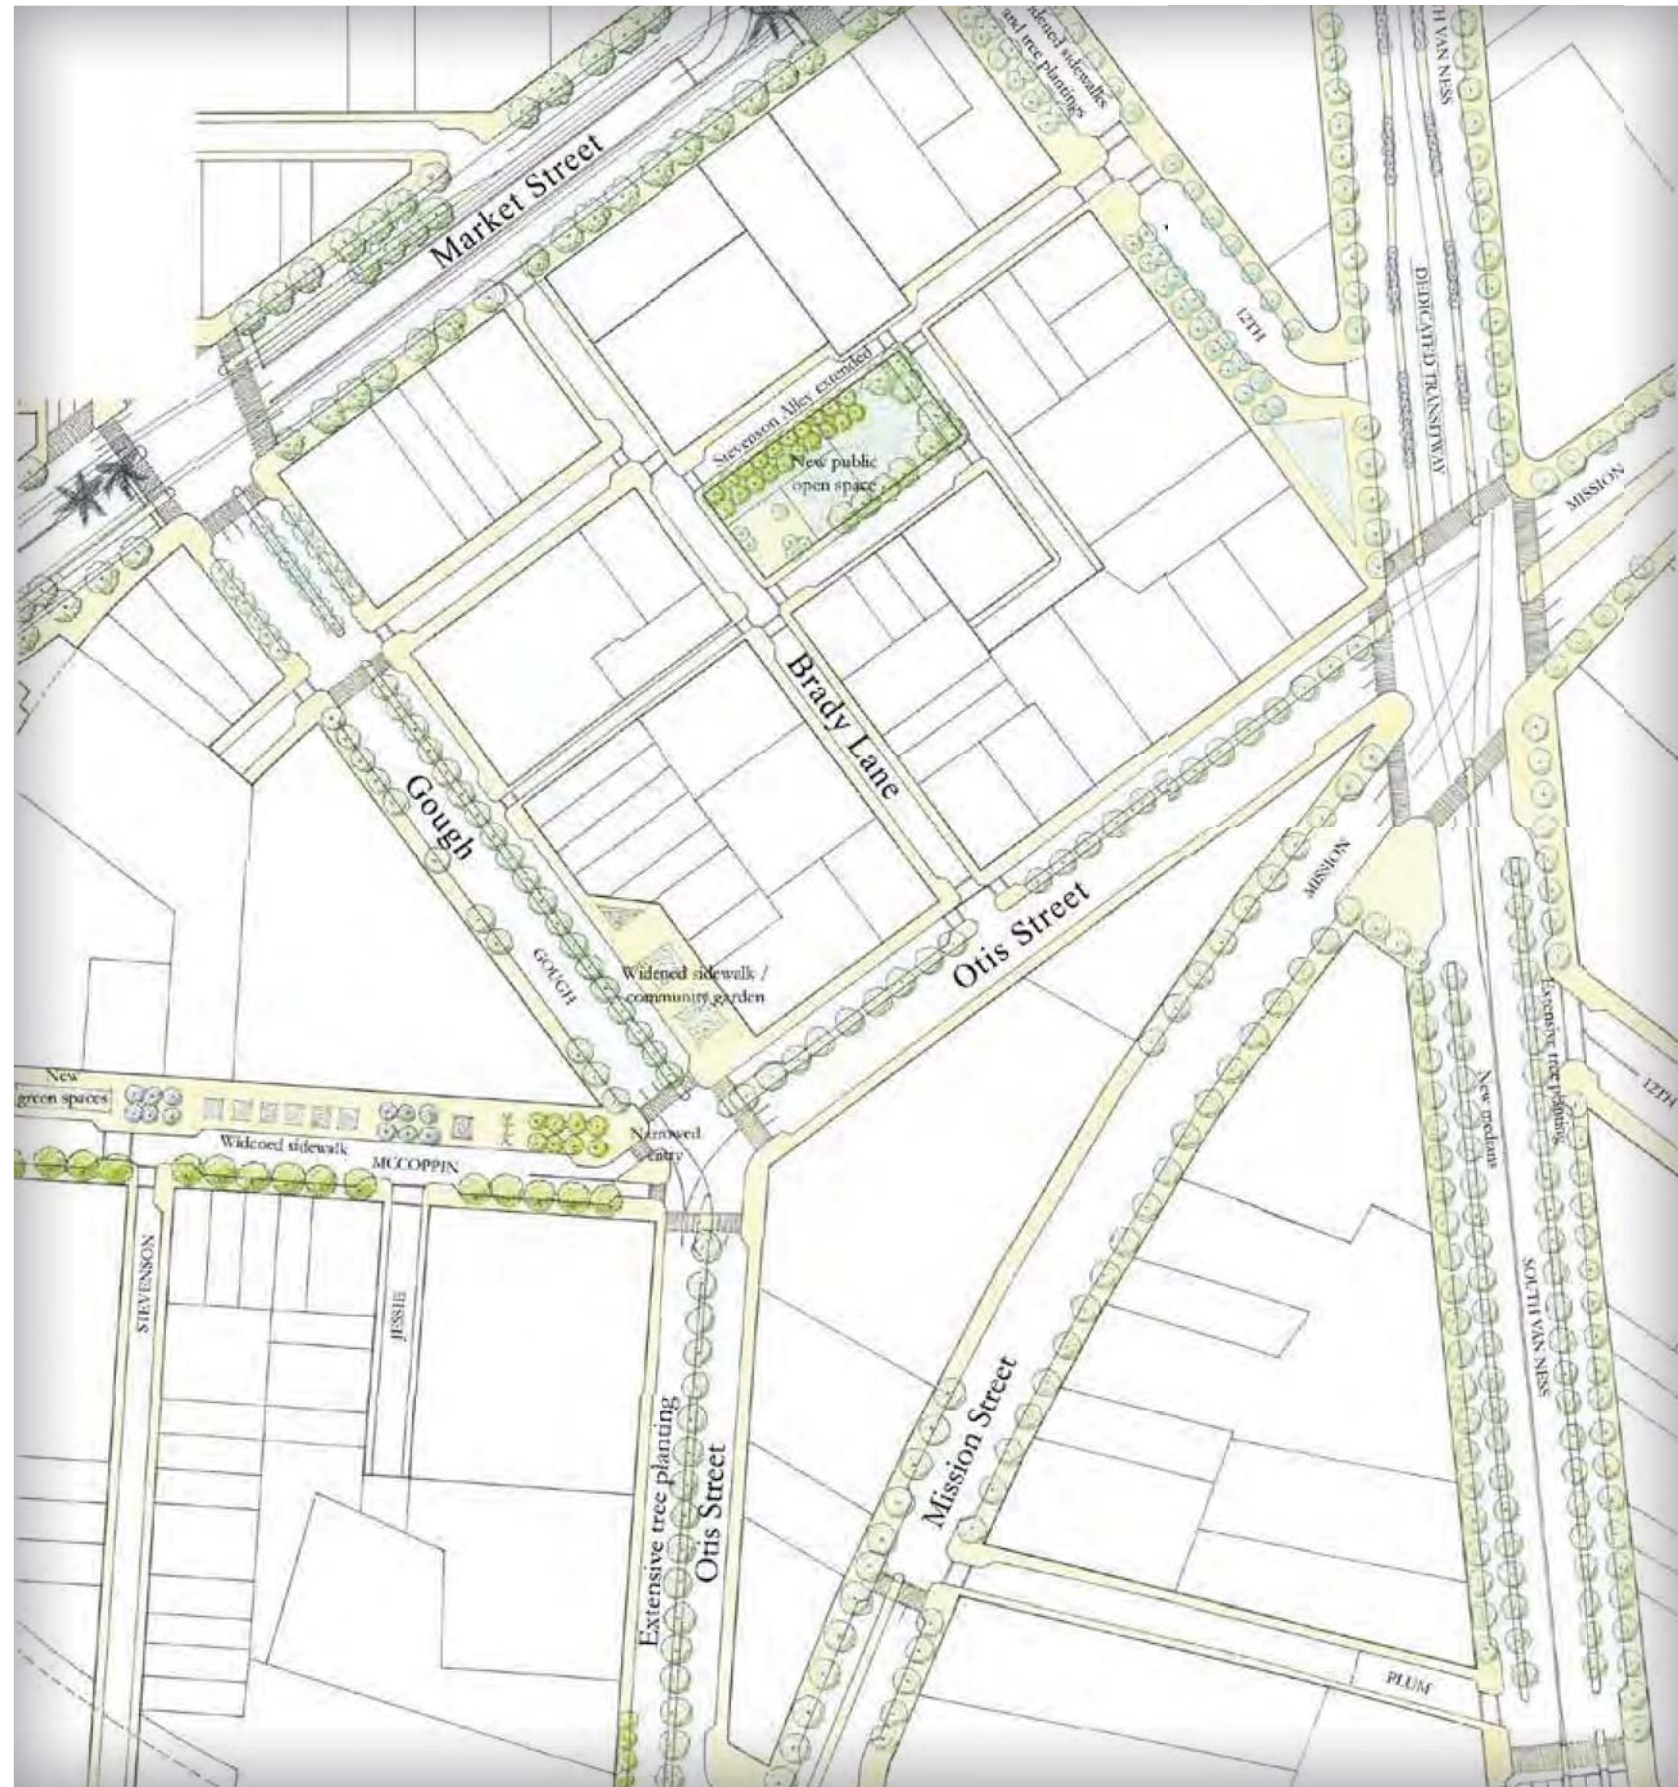 Widened sidewalks
and tree plantings
TH VAN NESS
Market Street
12TH
DEDICATED TRANSITWAY
Stevenson Alley extended
New public
open space
MISSION
Brady Lane
Gough
MISSION
Otis Street
GOUGH
Widened sidewalk /
community garden
Extensive tree planting
New medians
12TH
New
green spaces
Widened sidewalk
MCCOPPIN
Narrowed
entry
STEVENSON
JESSIE
SOUTH VAN NESS
Mission Street
Extensive tree planting
Otis Street
PLUM